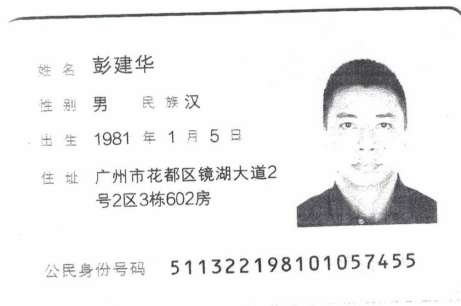 姓名 彭建华
性别 男 民族 汉
出生 1981 年 1 月 5 日
住址 广州市花都区镜湖大道2
号2区3栋602房
公民身份号码 511322198101057455